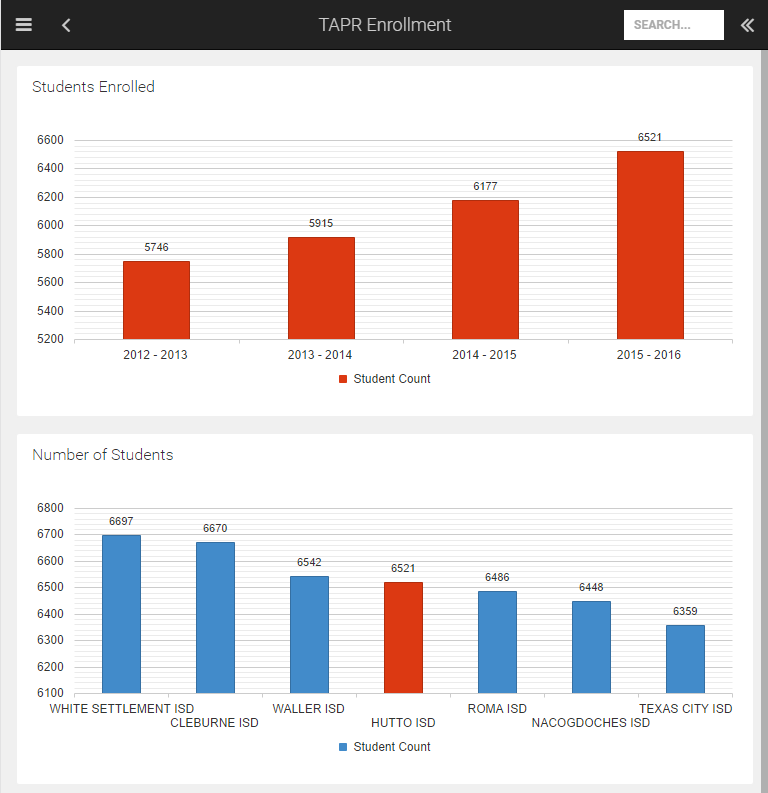 TAPR Enrollment
SEARCH...
Students Enrolled
6600
6400
6200
6000
5800
5600
5400
5200
5746
5915
6177
6521
2012 - 2013
2013 - 2014
2014 - 2015
2015 - 2016
Student Count
Number of Students
6800
6700
6600
6500
6400
6300
6200
6100
6697
6670
6542
6521
6486
6448
6359
WHITE SETTLEMENT ISD
CLEBURNE ISD
WALLER ISD
HUTTO ISD
ROMA ISD
NACOGDOCHES ISD
TEXAS CITY ISD
Student Count